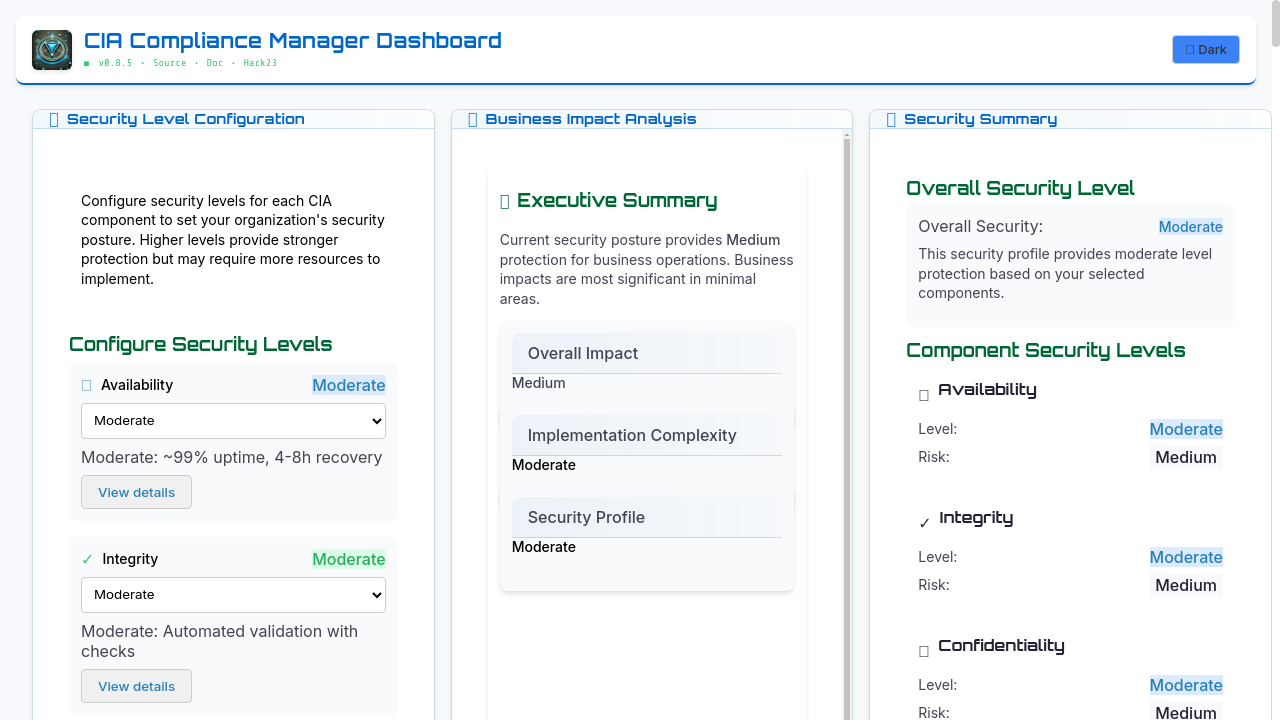 CIA Compliance Manager Dashboard
v0.8.5 · Source · Doc · Hack23
Dark
Security Level Configuration
Configure security levels for each CIA
component to set your organization's security
posture. Higher levels provide stronger
protection but may require more resources to
implement.
Configure Security Levels
Availability
Moderate
Moderate
Moderate: ~99% uptime, 4-8h recovery
View details
✓ Integrity
Moderate
Moderate
Moderate: Automated validation with
checks
View details
Business Impact Analysis
Executive Summary
Current security posture provides Medium
protection for business operations. Business
impacts are most significant in minimal
areas.
Overall Impact
Medium
Implementation Complexity
Moderate
Security Profile
Moderate
Security Summary
Overall Security Level
Overall Security: Moderate
This security profile provides moderate level
protection based on your selected
components.
Component Security Levels
Availability
Level: Moderate
Risk: Medium
✓ Integrity
Level: Moderate
Risk: Medium
Confidentiality
Level: Moderate
Risk: Medium